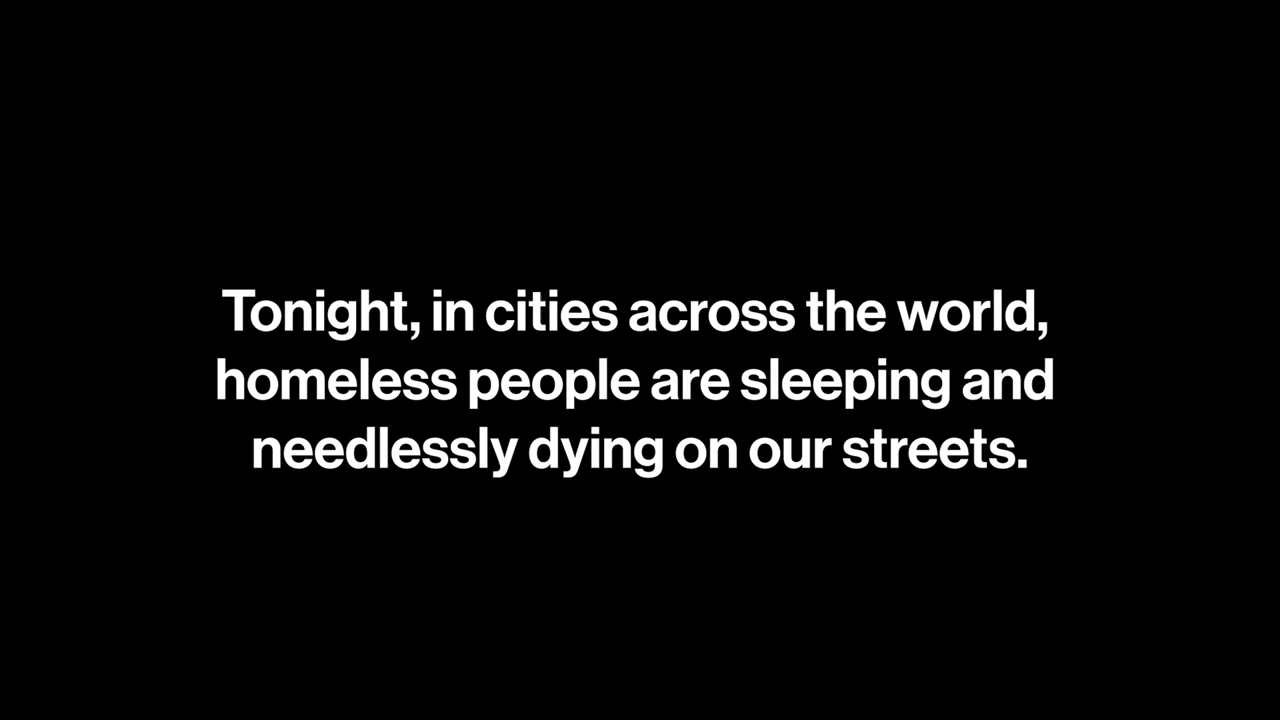 Tonight, in cities across the world,
homeless people are sleeping and
needlessly dying on our streets.